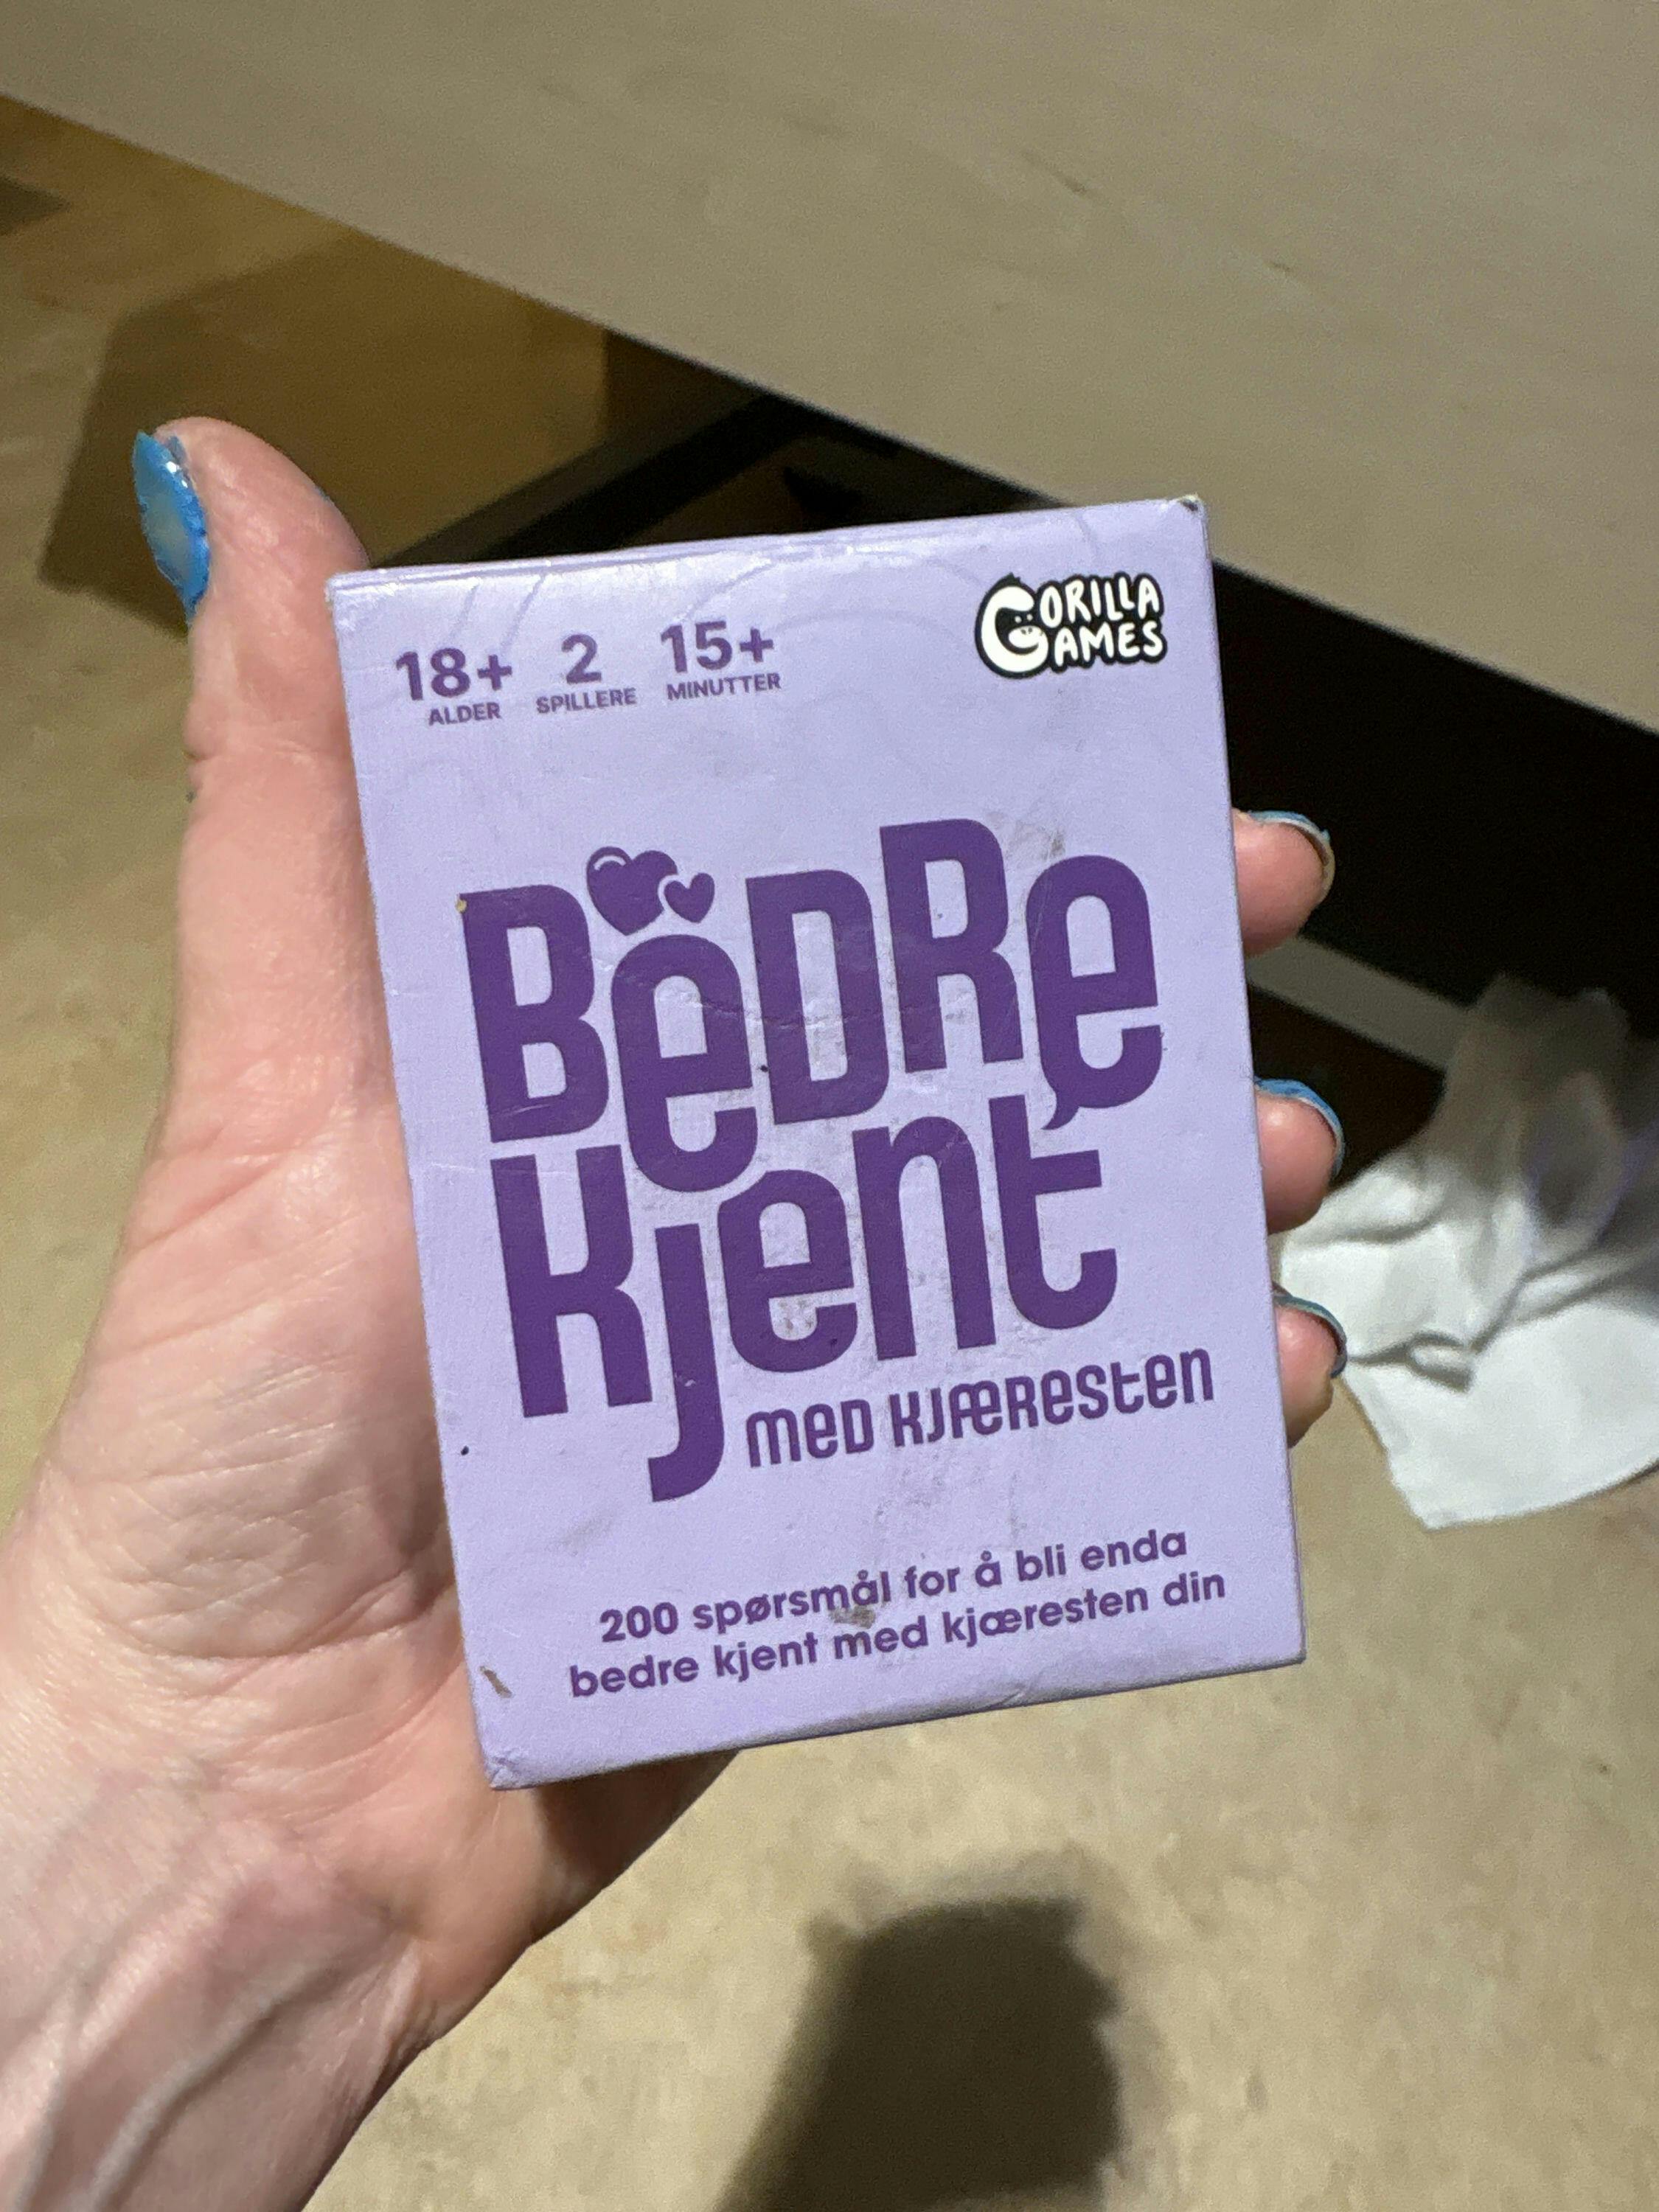 18+ 2 15+
ALDER SPILLERE MINUTTER
GORILLA
GAMES
BEDRE
KJENT
MED KJÆRESTEN
200 spørsmål for å bli enda
bedre kjent med kjæresten din